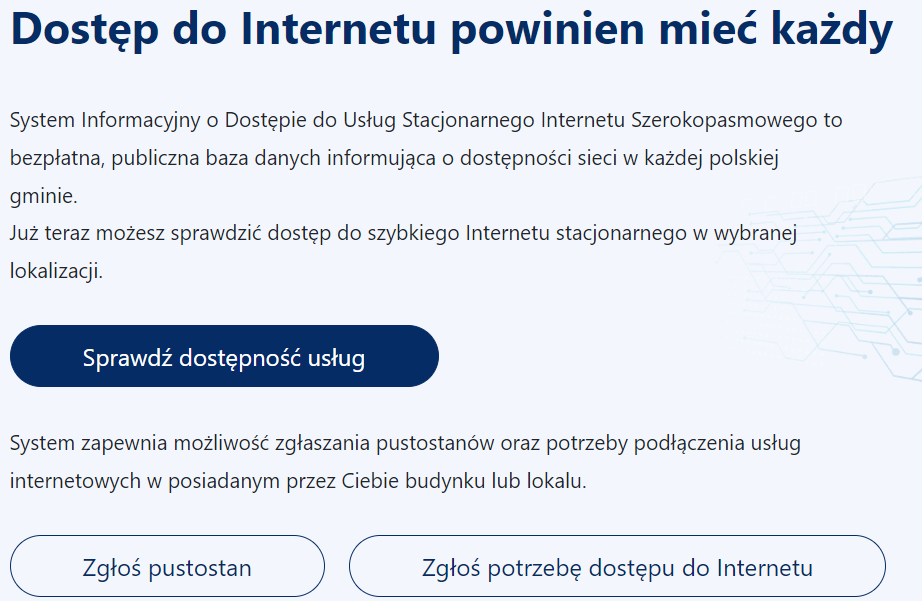 Dostęp do Internetu powinien mieć każdy
System Informacyjny o Dostępie do Usług Stacjonarnego Internetu Szerokopasmowego to
bezpłatna, publiczna baza danych informująca o dostępności sieci w każdej polskiej
gminie.
Już teraz możesz sprawdzić dostęp do szybkiego Internetu stacjonarnego w wybranej
lokalizacji.
Sprawdź dostępność usług
System zapewnia możliwość zgłaszania pustostanów oraz potrzeby podłączenia usług
internetowych w posiadanym przez Ciebie budynku lub lokalu.
Zgłoś pustostan
Zgłoś potrzebę dostępu do Internetu